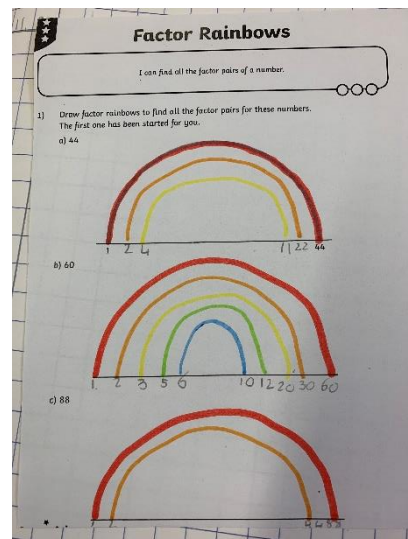 Factor Rainbows
I can find all the factor pairs of a number.
1) Draw factor rainbows to find all the factor pairs for these numbers.
The first one has been started for you.
a) 44
1 2 4 11 22 44
b) 60
1 2 3 5 6 10 12 20 30 60
c) 88